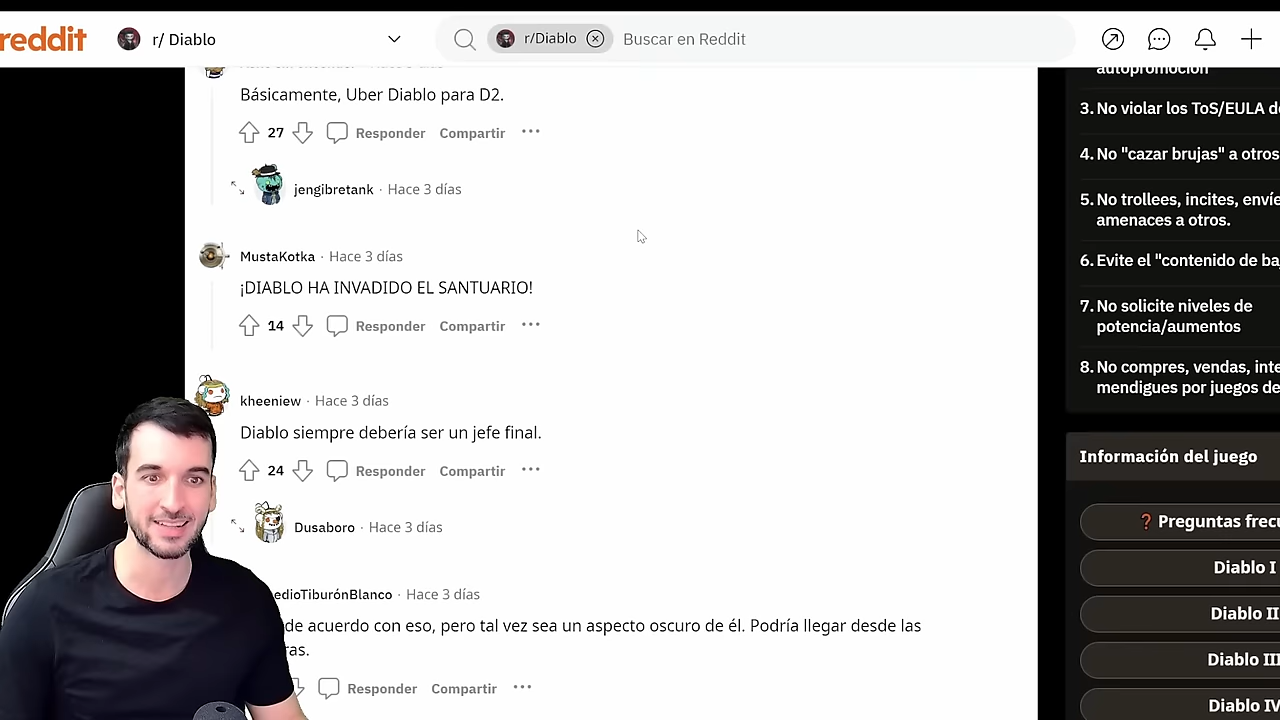 reddit
r/ Diablo
r/Diablo
Buscar en Reddit
autopromoción
Básicamente, Uber Diablo para D2.
27
Responder
Compartir
jengibretank · Hace 3 días
MustaKotka · Hace 3 días
¡DIABLO HA INVADIDO EL SANTUARIO!
14
Responder
Compartir
kheeniew · Hace 3 días
Diablo siempre debería ser un jefe final.
24
Responder
Compartir
Dusaboro · Hace 3 días
edioTiburónBlanco · Hace 3 días
de acuerdo con eso, pero tal vez sea un aspecto oscuro de él. Podría llegar desde las
ras.
Responder
Compartir
3. No violar los ToS/EULA d
4. No "cazar brujas" a otros
5. No trollees, incites, envíe
amenaces a otros.
6. Evite el "contenido de ba
7. No solicite niveles de
potencia/aumentos
8. No compres, vendas, inte
mendigues por juegos de
Información del juego
❓ Preguntas frecu
Diablo I
Diablo II
Diablo III
Diablo IV